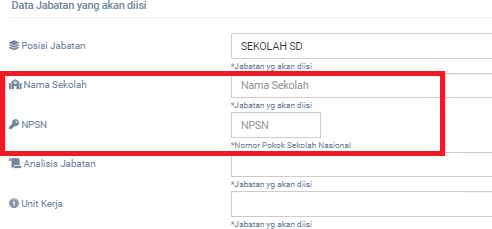 Data Jabatan yang akan diisi
Posisi Jabatan
SEKOLAH SD
*Jabatan yg akan diisi
Nama Sekolah
Nama Sekolah
*Jabatan yg akan diisi
NPSN
NPSN
*Nomor Pokok Sekolah Nasional
Analisis Jabatan
*Jabatan yg akan diisi
Unit Kerja
*Jabatan yg akan diisi